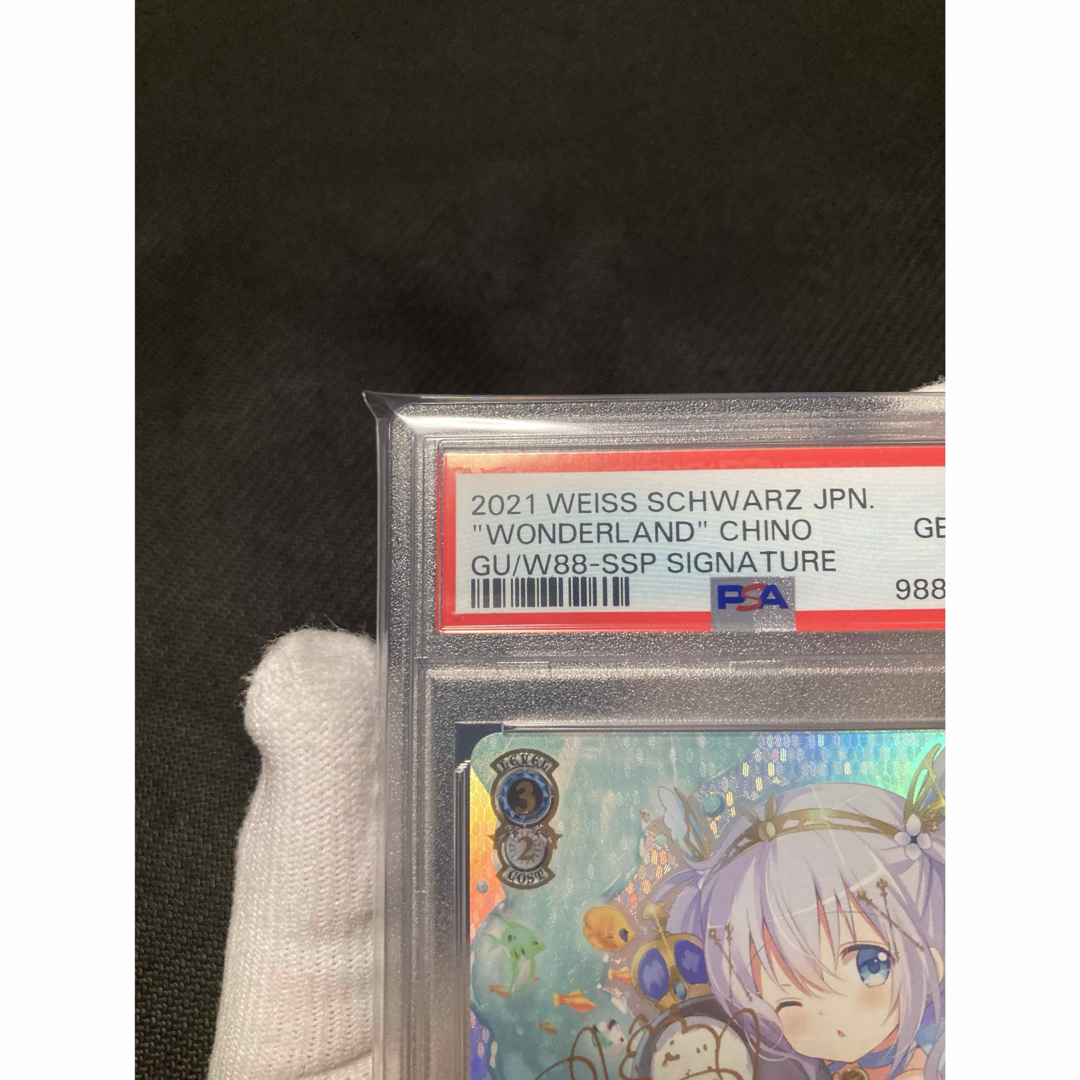 2021 WEISS SCHWARZ JPN.
"WONDERLAND" CHINO
GU/W88-SSP SIGNATURE
PSA
LEVEL
3
2
COST